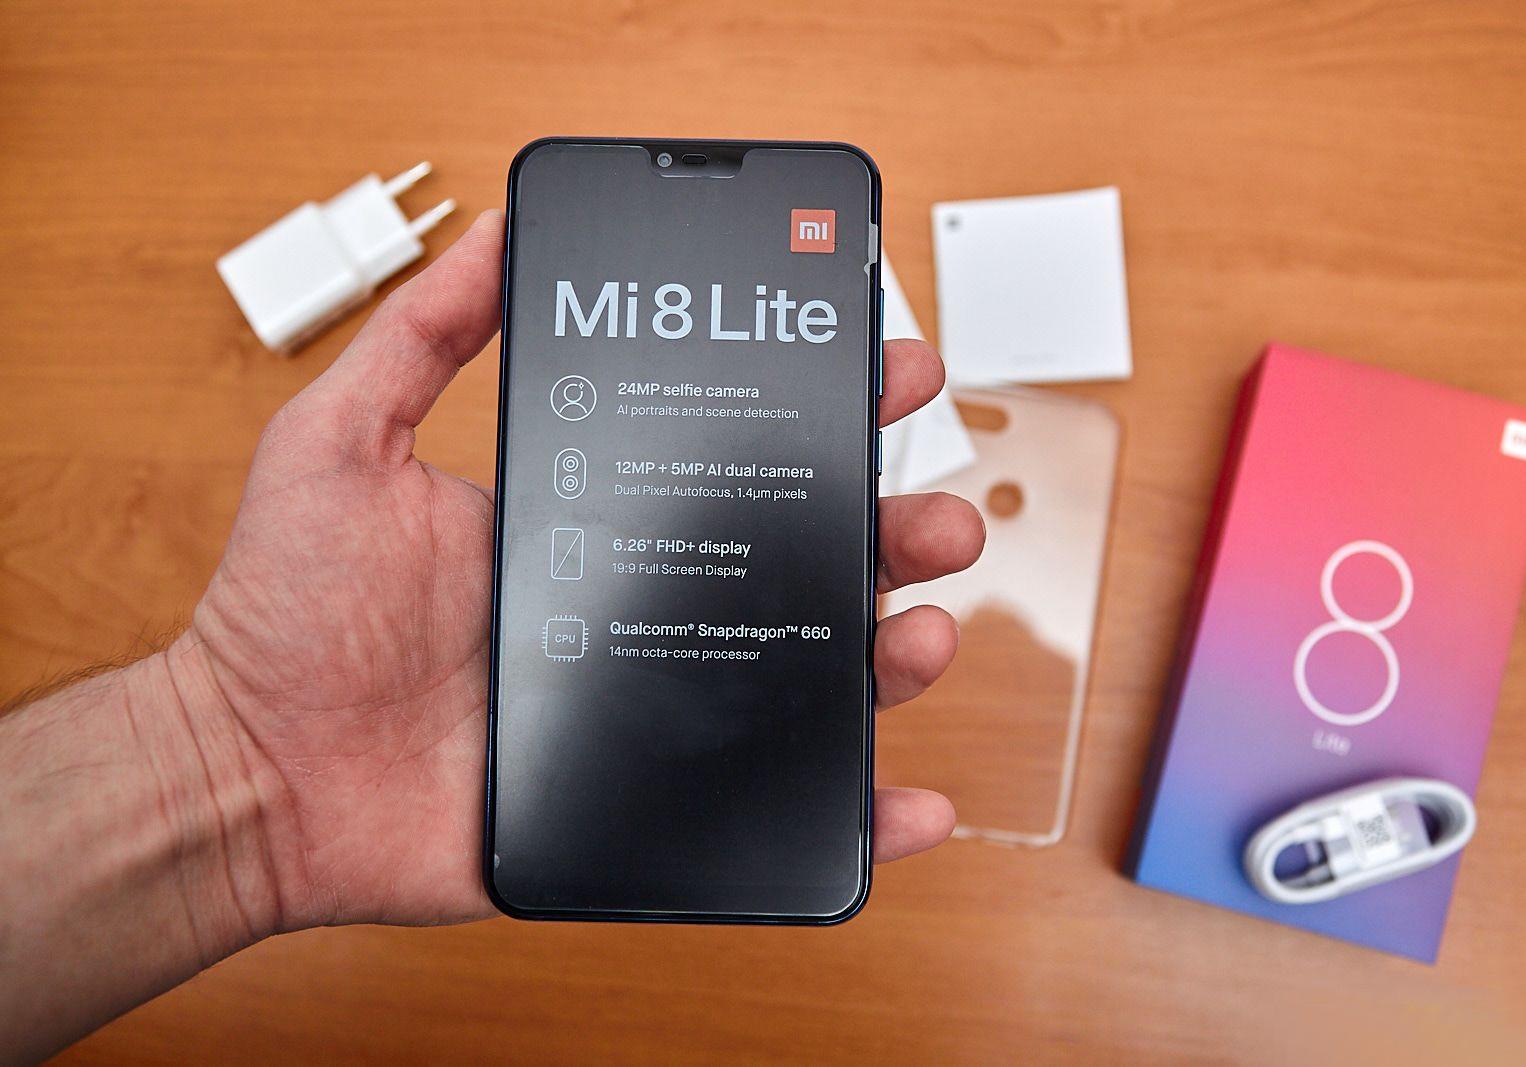 mi
Mi 8 Lite
24MP selfie camera
AI portraits and scene detection
12MP + 5MP AI dual camera
Dual Pixel Autofocus, 1.4µm pixels
6.26" FHD+ display
19:9 Full Screen Display
CPU
Qualcomm® Snapdragon™ 660
14nm octa-core processor
8
Lite